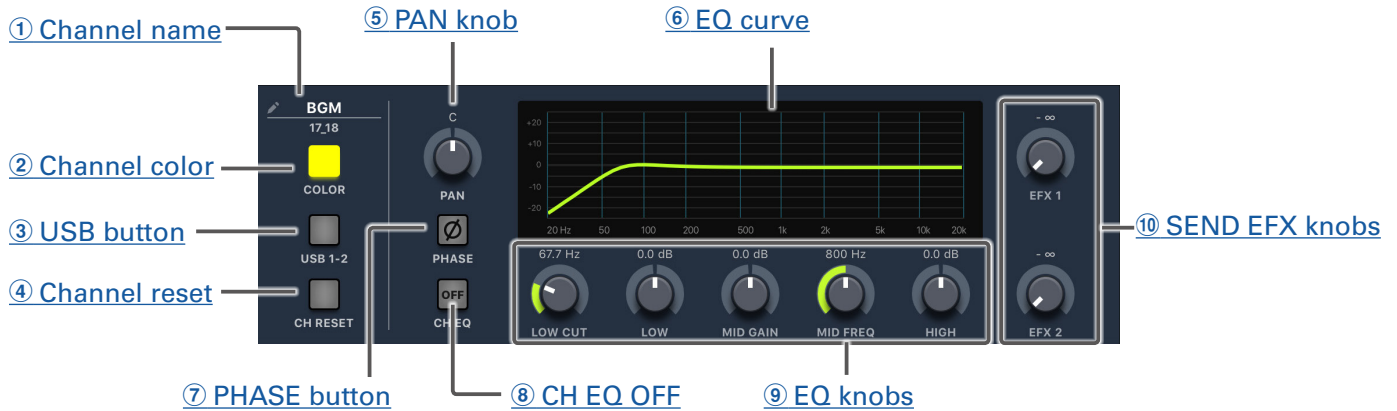 ① Channel name
⑤ PAN knob
⑥ EQ curve
BGM
17_18
② Channel color
COLOR
③ USB button
USB 1-2
④ Channel reset
CH RESET
C
PAN
Ø
PHASE
OFF
CH EQ
+20
+10
0
-10
-20
20 Hz 50 100 200 500 1k 2k 5k 10k 20k
67.7 Hz 0.0 dB 0.0 dB 800 Hz 0.0 dB
LOW CUT LOW MID GAIN MID FREQ HIGH
- ∞
EFX 1
⑩ SEND EFX knobs
- ∞
EFX 2
⑦ PHASE button
⑧ CH EQ OFF
⑨ EQ knobs